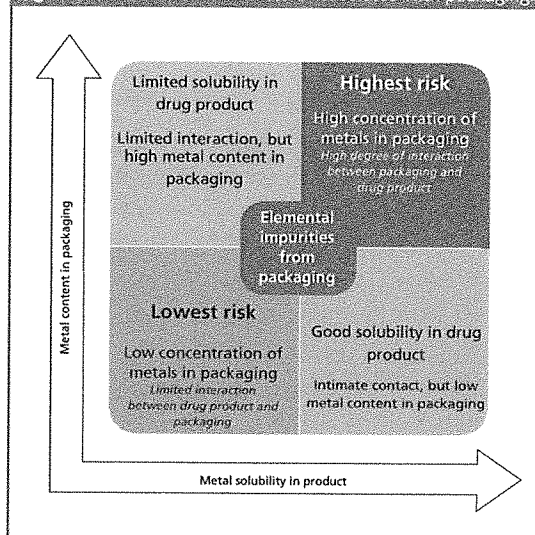 packaging
Limited solubility in
drug product
Limited interaction, but
high metal content in
packaging
Highest risk
High concentration of
metals in packaging
High degree of interaction
between packaging and
drug product
Elemental
impurities
from
packaging
Lowest risk
Low concentration of
metals in packaging
Limited interaction
between drug product and
packaging
Good solubility in drug
product
Intimate contact, but low
metal content in packaging
Metal content in packaging
Metal solubility in product